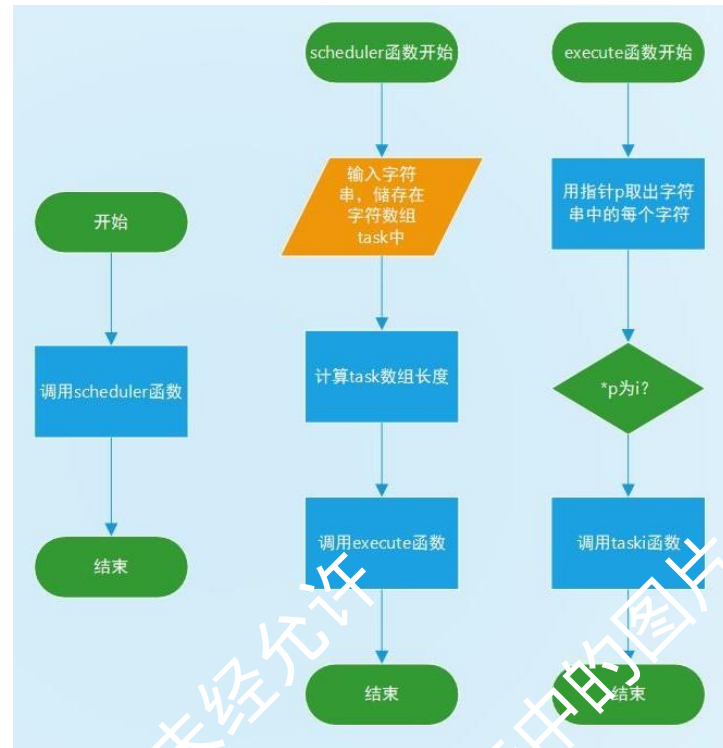 开始
调用scheduler函数
结束
scheduler函数开始
输入字符
串，储存在
字符数组
task中
计算task数组长度
调用execute函数
结束
execute函数开始
用指针p取出字符
串中的每个字符
*p为i?
调用taski函数
结束
未经允许
中的图片